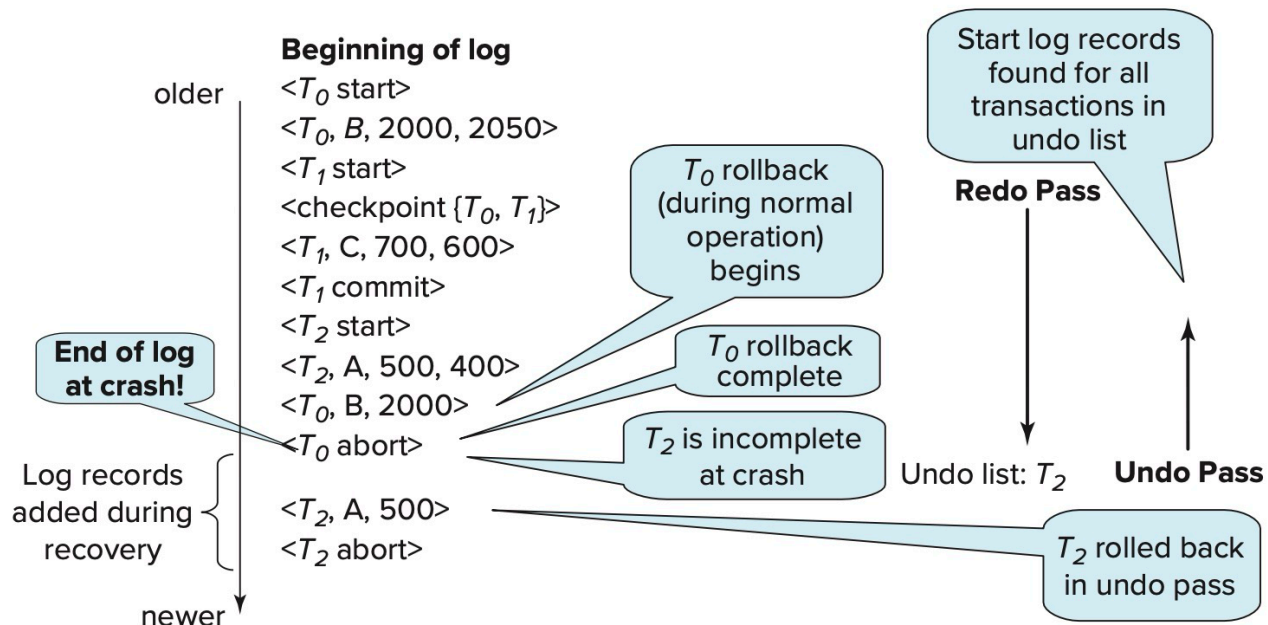 Beginning of log
older
<T0 start>
<T0, B, 2000, 2050>
<T1 start>
<checkpoint {T0, T1}>
<T1, C, 700, 600>
<T1 commit>
<T2 start>
<T2, A, 500, 400>
<T0, B, 2000>
<T0 abort>
<T2, A, 500>
<T2 abort>
newer
End of log
at crash!
Log records
added during
recovery
T0 rollback
(during normal
operation)
begins
T0 rollback
complete
T2 is incomplete
at crash
Start log records
found for all
transactions in
undo list
Redo Pass
Undo list: T2
Undo Pass
T2 rolled back
in undo pass